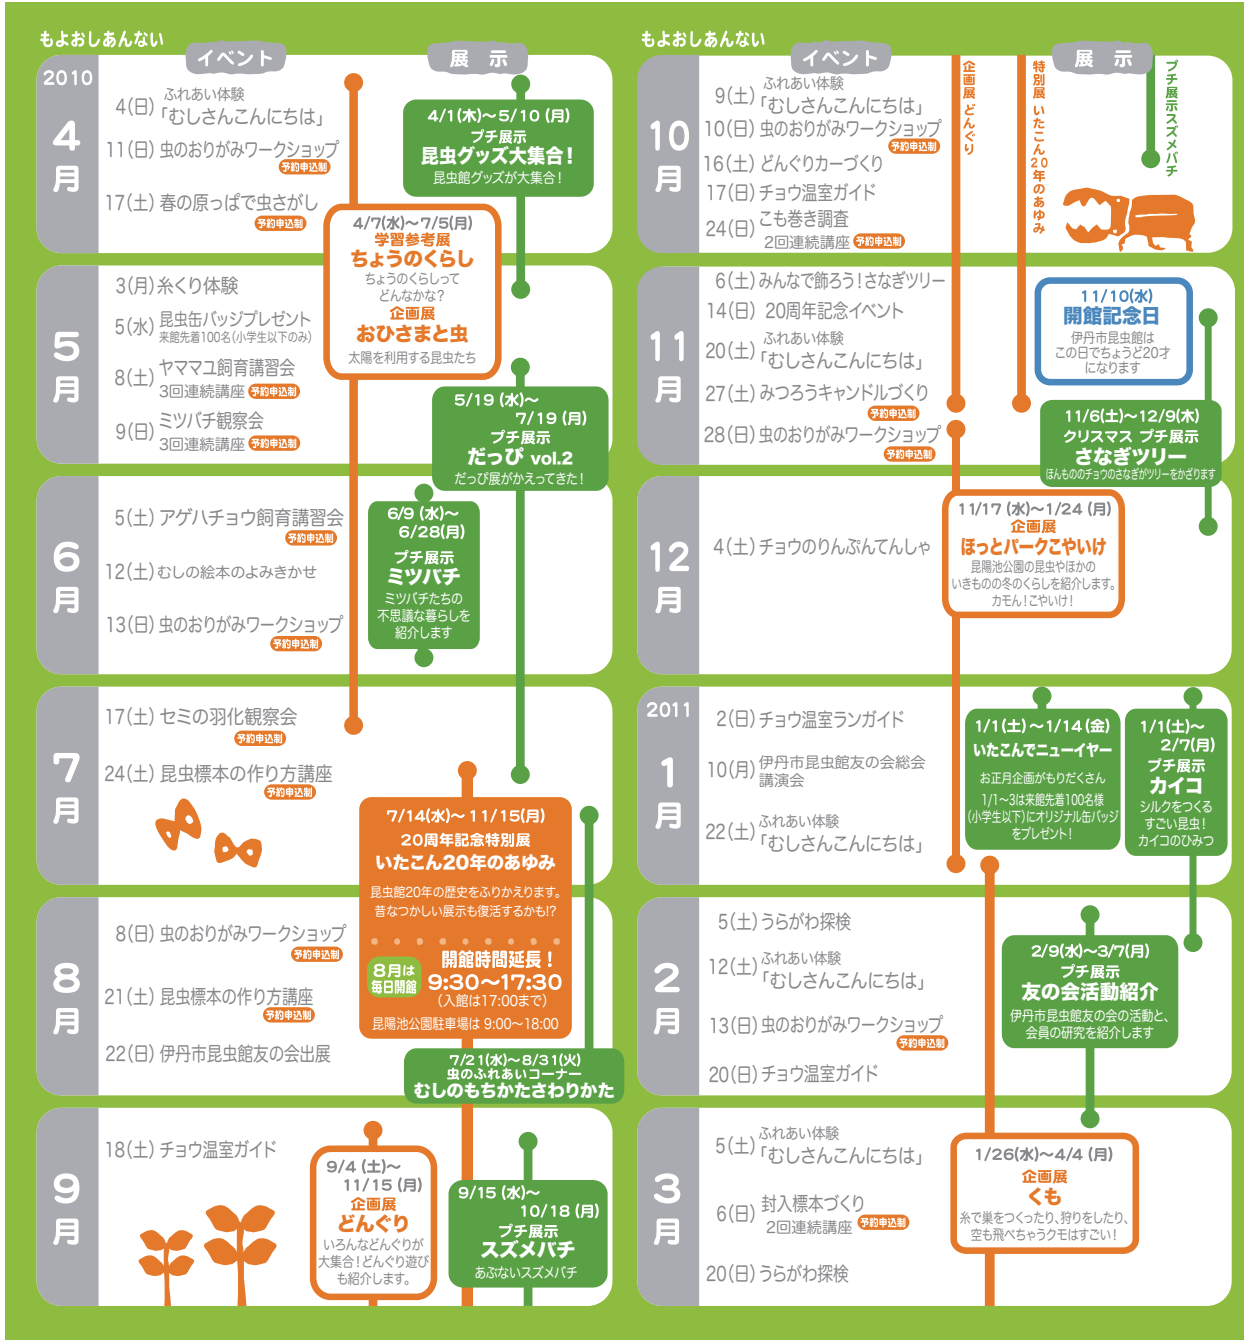 もよおしあんない
イベント
展 示
2010
4月
4(日) ふれあい体験
「むしさんこんにちは」
11(日) 虫のおりがみワークショップ
予約申込制
17(土) 春の原っぱで虫さがし
予約申込制
4/1(木)〜5/10(月)
プチ展示
昆虫グッズ大集合!
昆虫館グッズが大集合!
4/7(水)〜7/5(月)
学習参考展
ちょうのくらし
ちょうのくらしって
どんなかな?
企画展
おひさまと虫
太陽を利用する昆虫たち
5月
3(月) 糸くり体験
5(水) 昆虫缶バッジプレゼント
来館先着100名(小学生以下のみ)
8(土) ヤママユ飼育講習会
3回連続講座 予約申込制
9(日) ミツバチ観察会
3回連続講座 予約申込制
5/19(水)〜
7/19(月)
プチ展示
だっぴ vol.2
だっぴ展がかえってきた!
6月
5(土) アゲハチョウ飼育講習会
予約申込制
12(土) むしの絵本のよみきかせ
13(日) 虫のおりがみワークショップ
予約申込制
6/9(水)〜
6/28(月)
プチ展示
ミツバチ
ミツバチたちの
不思議な暮らしを
紹介します
7月
17(土) セミの羽化観察会
予約申込制
24(土) 昆虫標本の作り方講座
予約申込制
7/14(水)〜11/15(月)
20周年記念特別展
いたこん20年のあゆみ
昆虫館20年の歴史をふりかえります。
昔なつかしい展示も復活するかも!?
8月は
毎日開館
開館時間延長!
9:30〜17:30
(入館は17:00まで)
昆陽池公園駐車場は 9:00〜18:00
8月
8(日) 虫のおりがみワークショップ
予約申込制
21(土) 昆虫標本の作り方講座
予約申込制
22(日) 伊丹市昆虫館友の会出展
7/21(水)〜8/31(火)
虫のふれあいコーナー
むしのもちかたさわりかた
9月
18(土) チョウ温室ガイド
9/4(土)〜
11/15(月)
企画展
どんぐり
いろんなどんぐりが
大集合!どんぐり遊び
も紹介します。
9/15(水)〜
10/18(月)
プチ展示
スズメバチ
あぶないスズメバチ
もよおしあんない
イベント
展 示
10月
9(土) ふれあい体験
「むしさんこんにちは」
10(日) 虫のおりがみワークショップ
予約申込制
16(土) どんぐりカーづくり
17(日) チョウ温室ガイド
24(日) こも巻き調査
2回連続講座 予約申込制
企画展 どんぐり
特別展 いたこん20年のあゆみ
プチ展示スズメバチ
11月
6(土) みんなで飾ろう!さなぎツリー
14(日) 20周年記念イベント
20(土) ふれあい体験
「むしさんこんにちは」
27(土) みつろうキャンドルづくり
予約申込制
28(日) 虫のおりがみワークショップ
予約申込制
11/10(水)
開館記念日
伊丹市昆虫館は
この日でちょうど20才
になります
11/6(土)〜12/9(木)
クリスマス プチ展示
さなぎツリー
ほんもののチョウのさなぎがツリーをかざります
12月
4(土) チョウのりんぷんてんしゃ
11/17(水)〜1/24(月)
企画展
ほっとパークこやいけ
昆陽池公園の昆虫やほかの
いきものの冬のくらしを紹介します。
カモん!こやいけ!
2011
1月
2(日) チョウ温室ランガイド
10(月) 伊丹市昆虫館友の会総会
講演会
22(土) ふれあい体験
「むしさんこんにちは」
1/1(土)〜1/14(金)
いたこんでニューイヤー
お正月企画がもりだくさん
1/1〜3は来館先着100名様
(小学生以下)にオリジナル缶バッジ
をプレゼント!
1/1(土)〜
2/7(月)
プチ展示
カイコ
シルクをつくる
すごい昆虫!
カイコのひみつ
2月
5(土) うらがわ探検
12(土) ふれあい体験
「むしさんこんにちは」
13(日) 虫のおりがみワークショップ
予約申込制
20(日) チョウ温室ガイド
2/9(水)〜3/7(月)
プチ展示
友の会活動紹介
伊丹市昆虫館友の会の活動と、
会員の研究を紹介します
3月
5(土) ふれあい体験
「むしさんこんにちは」
6(日) 封入標本づくり
2回連続講座 予約申込制
20(日) うらがわ探検
1/26(水)〜4/4(月)
企画展
くも
糸で巣をつくったり、狩りをしたり、
空も飛べちゃうクモはすごい!